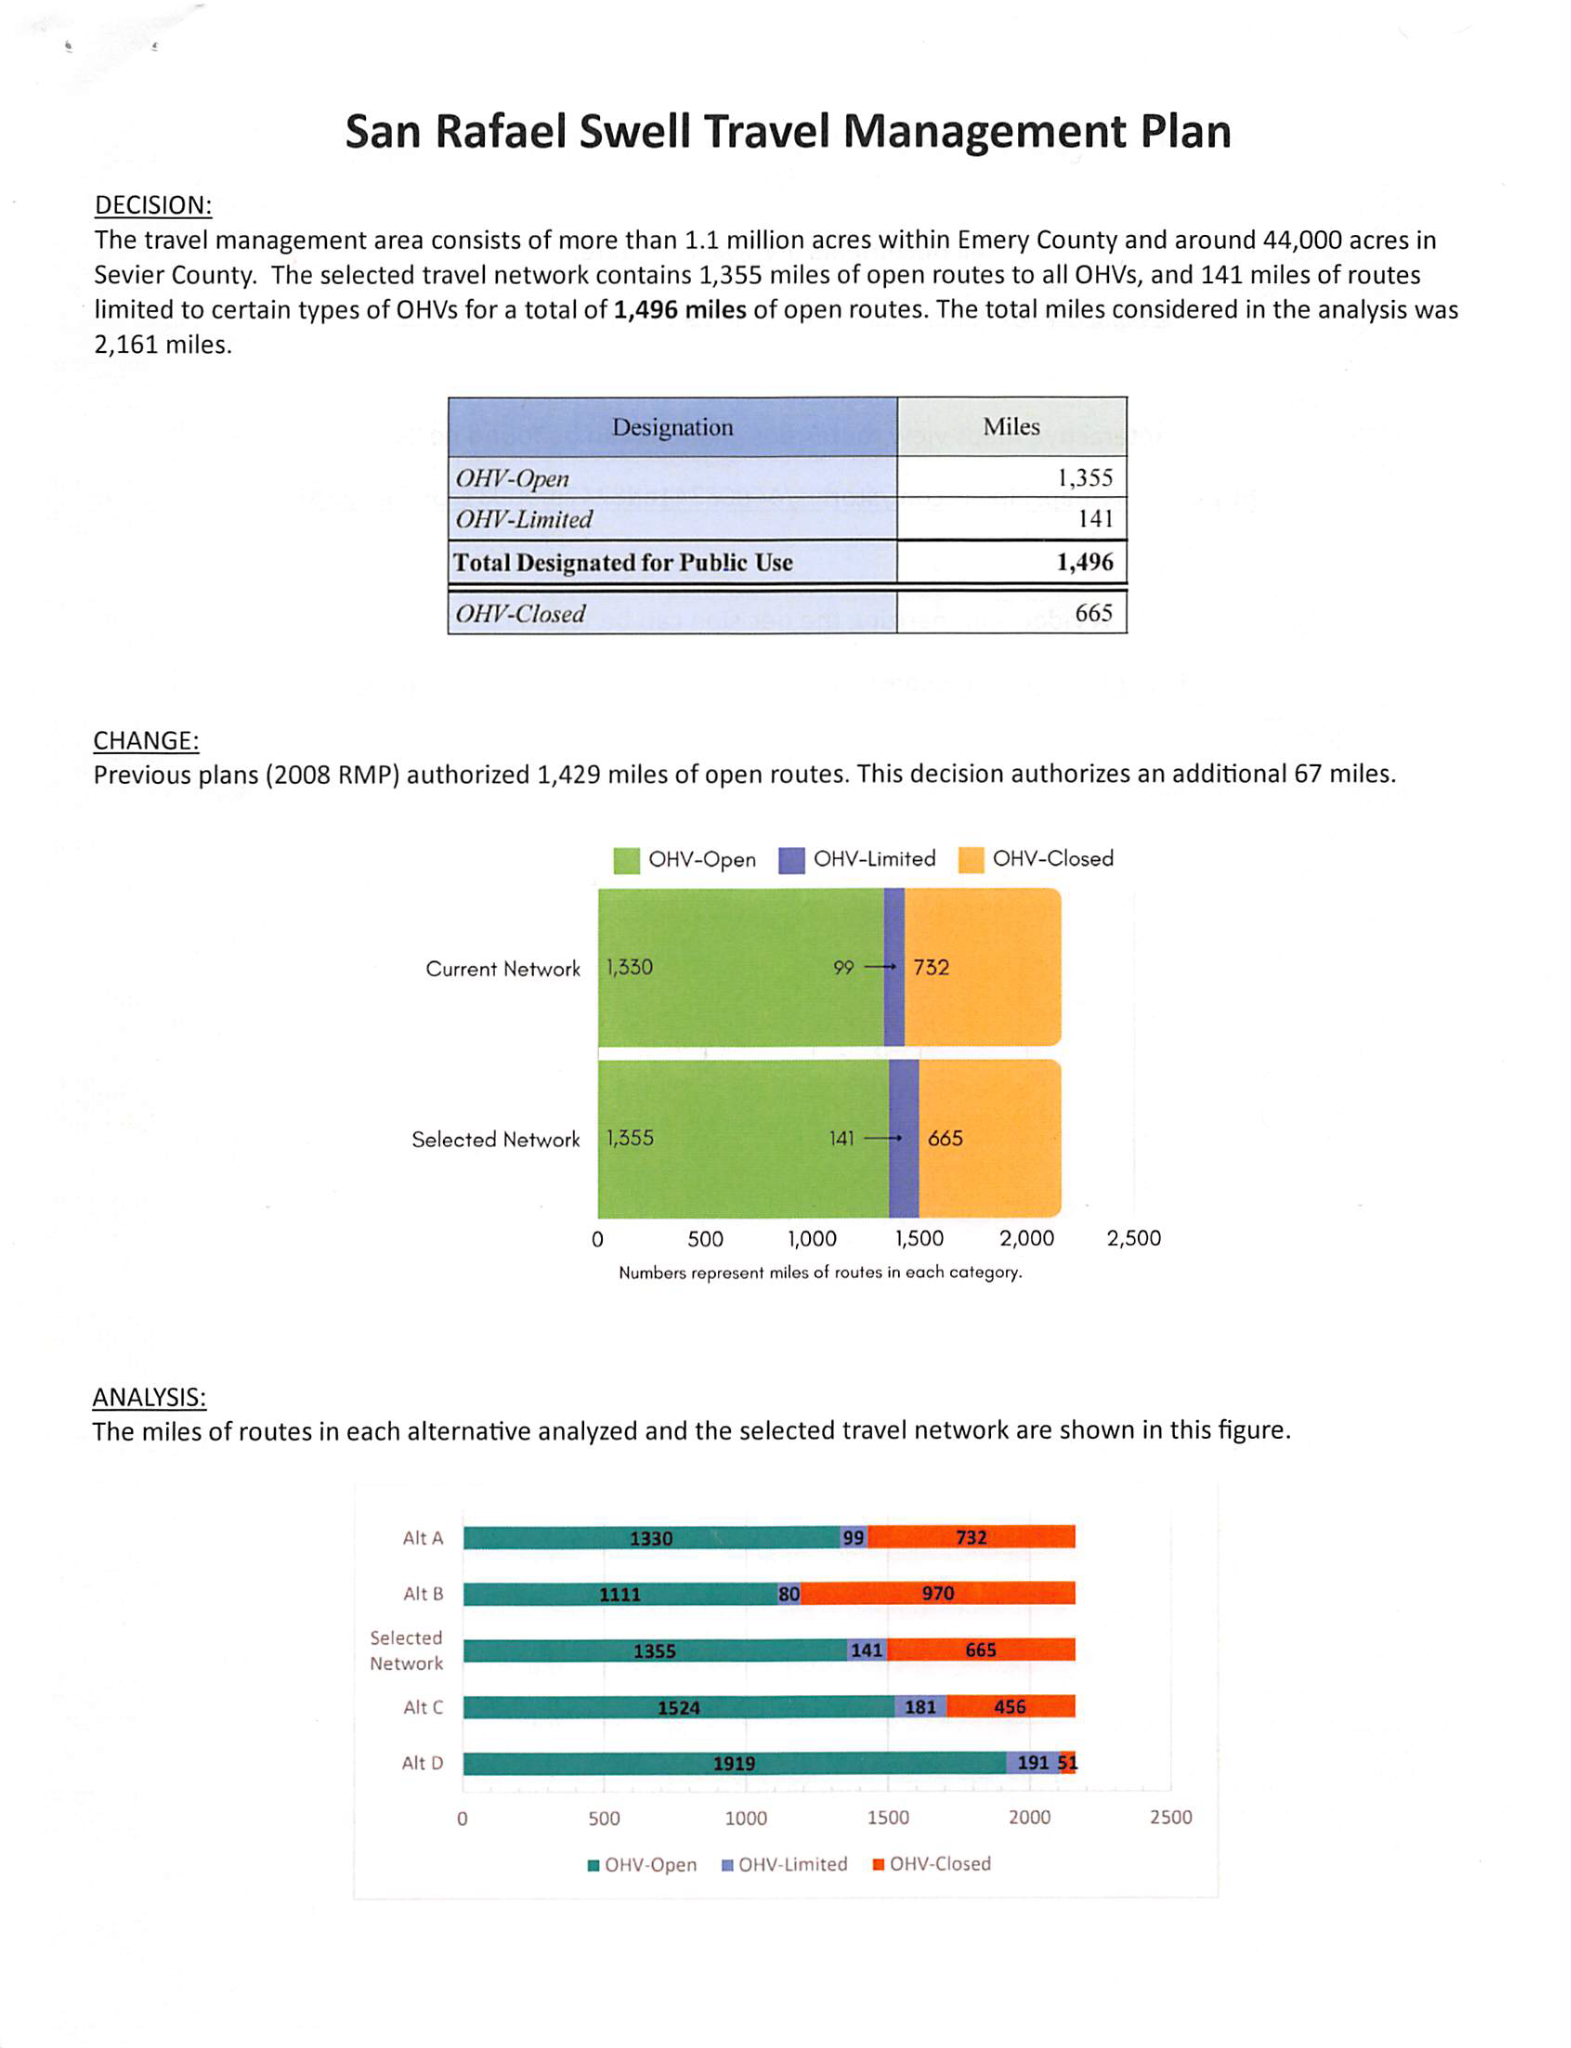 San Rafael Swell Travel Management Plan
DECISION:
The travel management area consists of more than 1.1 million acres within Emery County and around 44,000 acres in
Sevier County. The selected travel network contains 1,355 miles of open routes to all OHVs, and 141 miles of routes
limited to certain types of OHVs for a total of 1,496 miles of open routes. The total miles considered in the analysis was
2,161 miles.
Designation Miles
OHV-Open 1,355
OHV-Limited 141
Total Designated for Public Use 1,496
OHV-Closed 665
CHANGE:
Previous plans (2008 RMP) authorized 1,429 miles of open routes. This decision authorizes an additional 67 miles.
OHV-Open OHV-Limited OHV-Closed
Current Network 1,330 99 732
Selected Network 1,355 141 665
0 500 1,000 1,500 2,000 2,500
Numbers represent miles of routes in each category.
ANALYSIS:
The miles of routes in each alternative analyzed and the selected travel network are shown in this figure.
Alt A 1330 99 732
Alt B 1111 80 970
Selected
Network 1355 141 665
Alt C 1524 181 456
Alt D 1919 191 51
0 500 1000 1500 2000 2500
OHV-Open OHV-Limited OHV-Closed